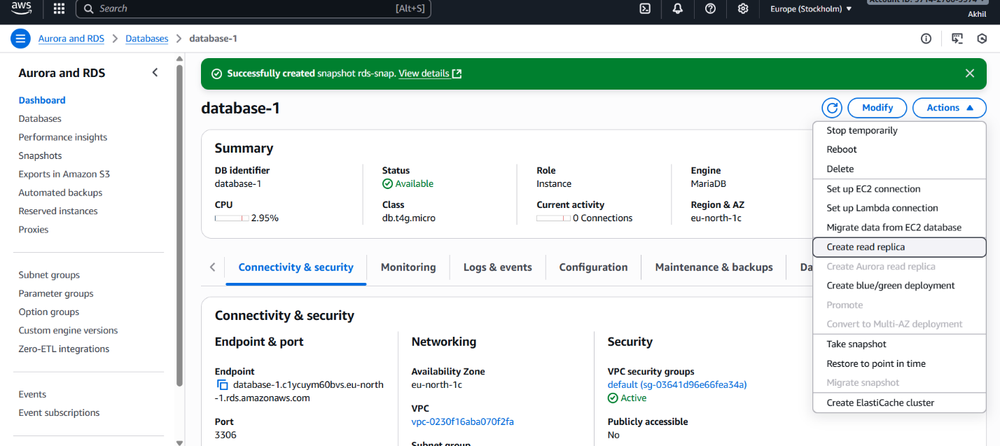 aws
Search
[Alt+S]
Europe (Stockholm)
Akhil
Aurora and RDS
Databases
database-1
Aurora and RDS
Dashboard
Databases
Performance insights
Snapshots
Exports in Amazon S3
Automated backups
Reserved instances
Proxies
Subnet groups
Parameter groups
Option groups
Custom engine versions
Zero-ETL integrations
Events
Event subscriptions
Successfully created snapshot rds-snap. View details
database-1
Modify
Actions
Summary
DB identifier
database-1
Status
Available
Role
Instance
Engine
MariaDB
CPU
2.95%
Class
db.t4g.micro
Current activity
0 Connections
Region & AZ
eu-north-1c
Connectivity & security
Monitoring
Logs & events
Configuration
Maintenance & backups
Da
Connectivity & security
Endpoint & port
Endpoint
database-1.c1ycuym60bvs.eu-north
-1.rds.amazonaws.com
Port
3306
Networking
Availability Zone
eu-north-1c
VPC
vpc-0230f16aba070f2fa
Subnet group
Security
VPC security groups
default (sg-03641d96e66fea34a)
Active
Publicly accessible
No
Stop temporarily
Reboot
Delete
Set up EC2 connection
Set up Lambda connection
Migrate data from EC2 database
Create read replica
Create Aurora read replica
Create blue/green deployment
Promote
Convert to Multi-AZ deployment
Take snapshot
Restore to point in time
Migrate snapshot
Create ElastiCache cluster